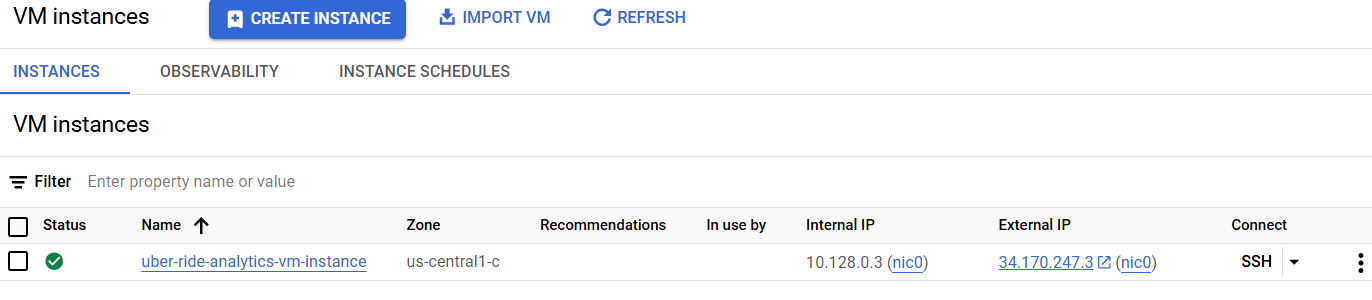 VM instances CREATE INSTANCE IMPORT VM REFRESH
INSTANCES OBSERVABILITY INSTANCE SCHEDULES
VM instances
Filter Enter property name or value
Status Name Zone Recommendations In use by Internal IP External IP Connect
uber-ride-analytics-vm-instance us-central1-c 10.128.0.3 (nic0) 34.170.247.3 (nic0) SSH